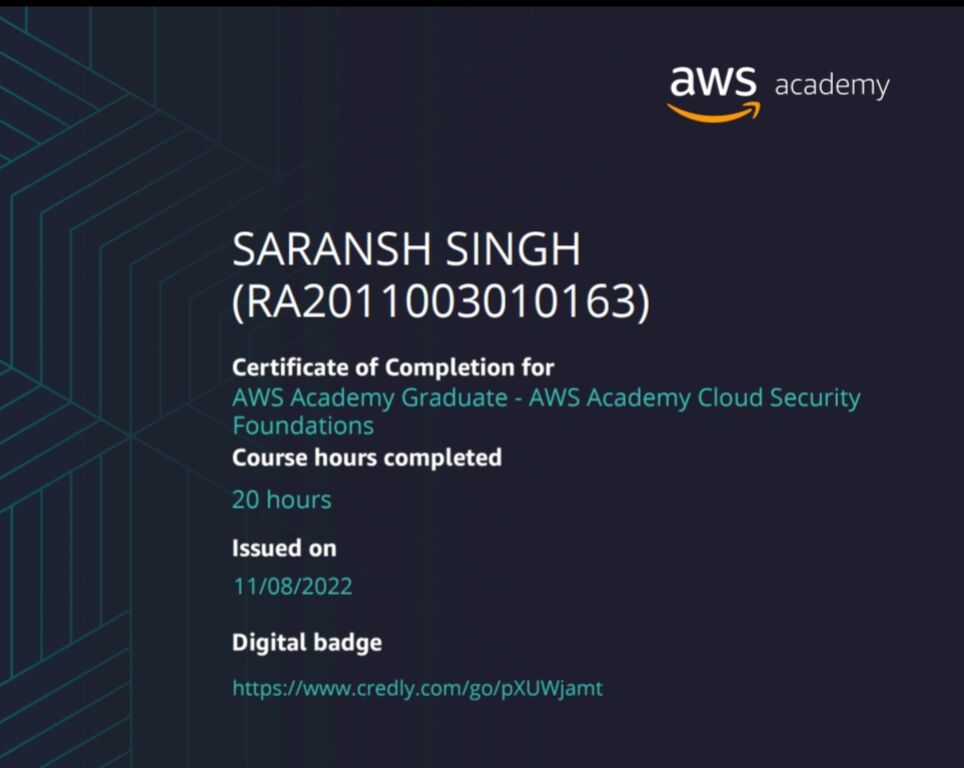 aws academy
SARANSH SINGH
(RA2011003010163)
Certificate of Completion for
AWS Academy Graduate - AWS Academy Cloud Security
Foundations
Course hours completed
20 hours
Issued on
11/08/2022
Digital badge
https://www.credly.com/go/pXUWjamt